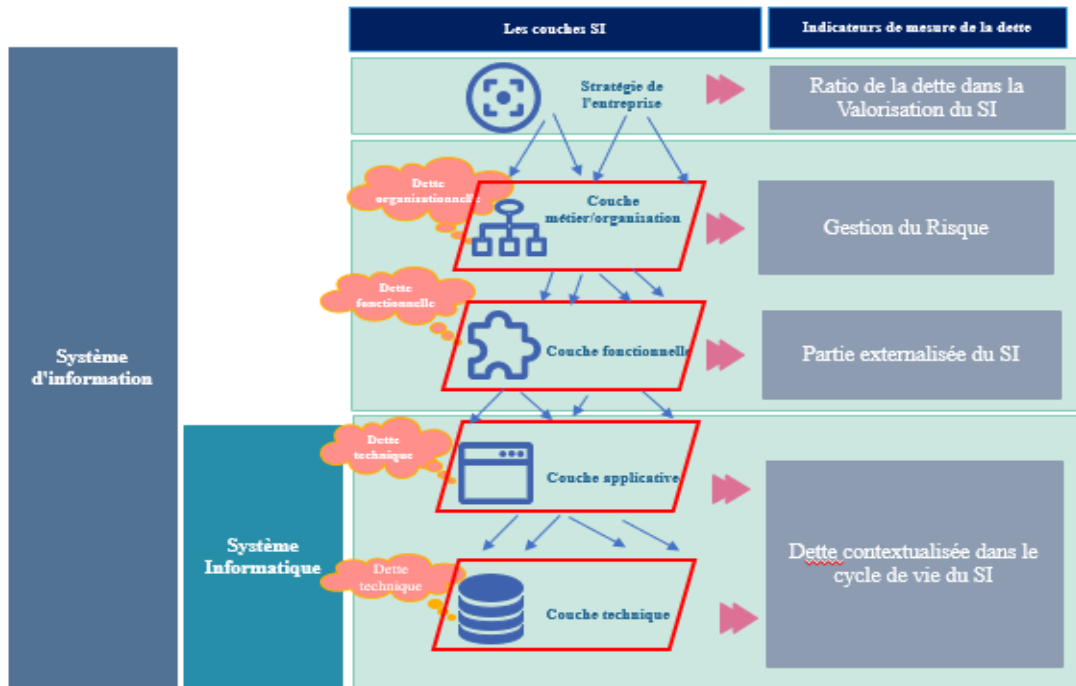 Les couches SI
Indicateurs de mesure de la dette
Stratégie de
l'entreprise
Ratio de la dette dans la
Valorisation du SI
Dette
organisationnelle
Couche
métier/organisation
Gestion du Risque
Dette
fonctionnelle
Couche fonctionnelle
Partie externalisée du SI
Système
d'information
Dette
technique
Couche applicative
Système
Informatique
Dette contextualisée dans le
cycle de vie du SI
Dette
technique
Couche technique